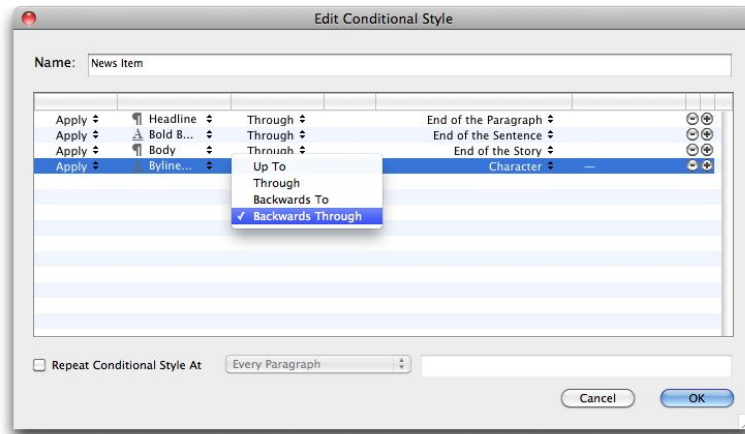 Edit Conditional Style
Name: News Item
Apply ¶ Headline Through End of the Paragraph
Apply A Bold B... Through End of the Sentence
Apply ¶ Body Through End of the Story
Apply A Byline... Character —
Up To
Through
Backwards To
✓ Backwards Through
Repeat Conditional Style At Every Paragraph
Cancel OK